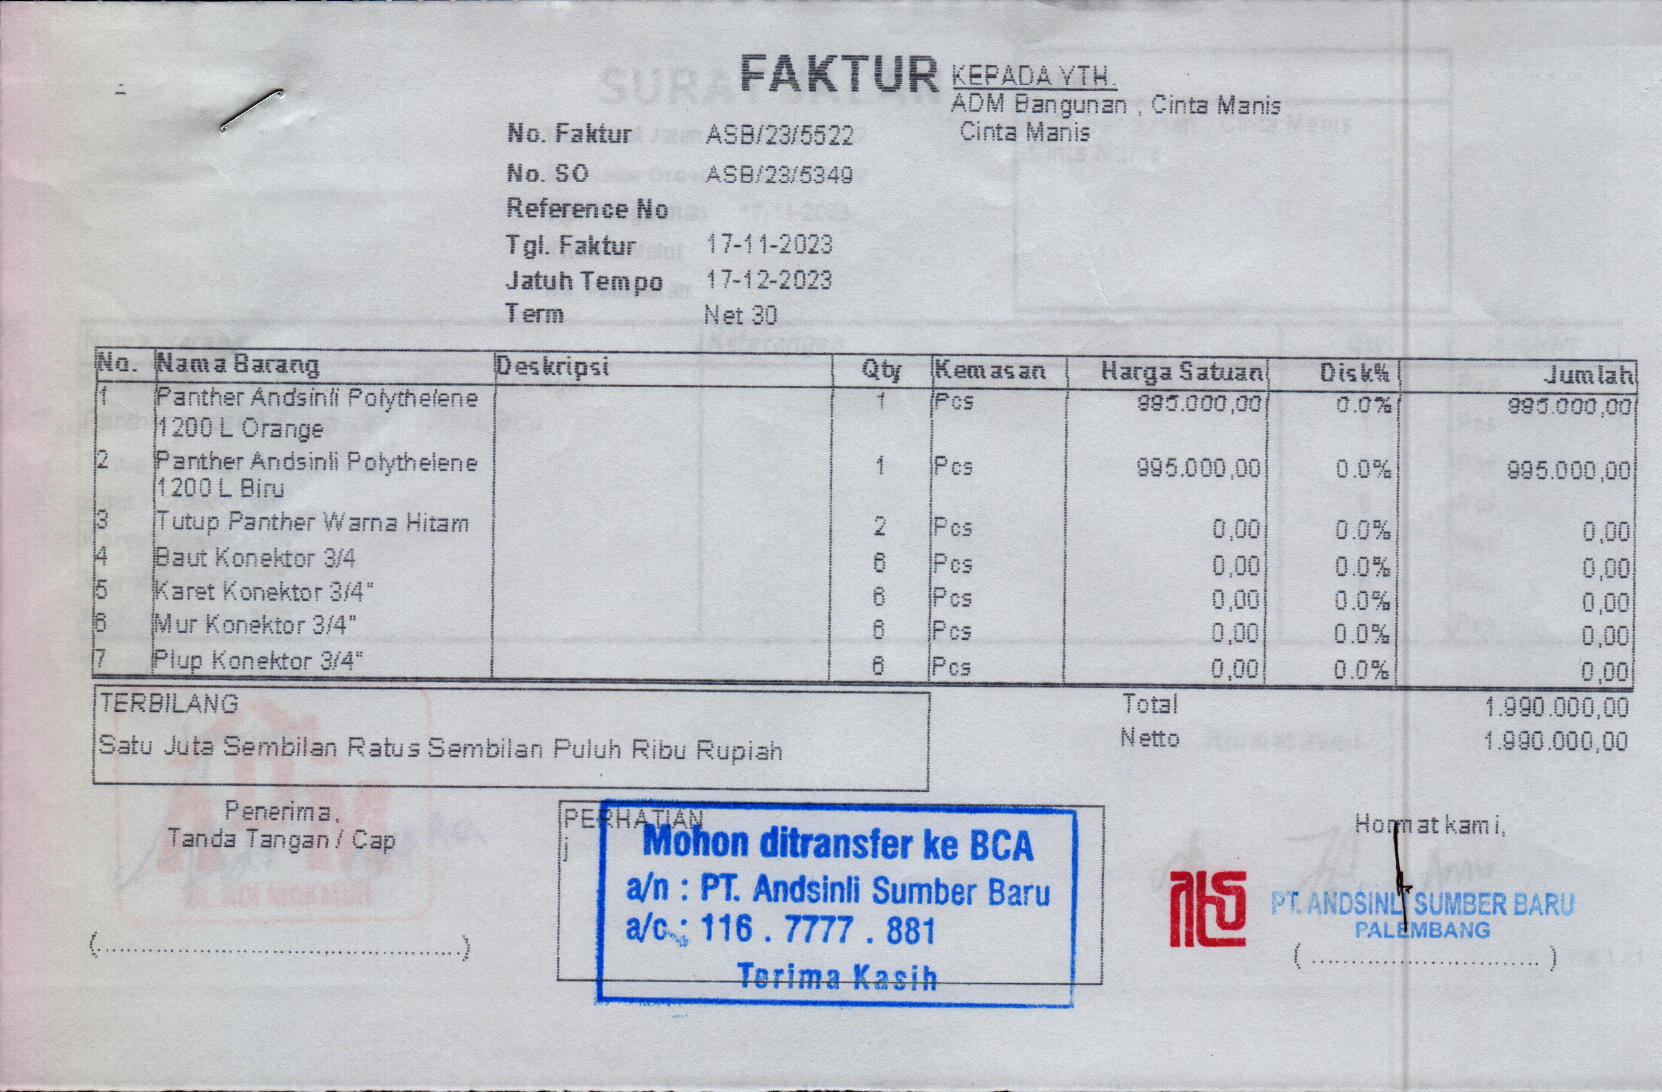 FAKTUR
KEPADA YTH.
ADM Bangunan , Cinta Manis
Cinta Manis
No. Faktur ASB/23/5522
No. SO ASB/23/5349
Reference No
Tgl. Faktur 17-11-2023
Jatuh Tempo 17-12-2023
Term Net 30
No. Nama Barang Deskripsi Qty Kemasan Harga Satuan Disk% Jumlah
1 Panther Andsinli Polythelene 1 Pcs 995.000,00 0.0% 995.000,00
1200 L Orange
2 Panther Andsinli Polythelene 1 Pcs 995.000,00 0.0% 995.000,00
1200 L Biru
3 Tutup Panther Warna Hitam 2 Pcs 0,00 0.0% 0,00
4 Baut Konektor 3/4 6 Pcs 0,00 0.0% 0,00
5 Karet Konektor 3/4" 6 Pcs 0,00 0.0% 0,00
6 Mur Konektor 3/4" 6 Pcs 0,00 0.0% 0,00
7 Plup Konektor 3/4" 6 Pcs 0,00 0.0% 0,00
TERBILANG
Satu Juta Sembilan Ratus Sembilan Puluh Ribu Rupiah
Total 1.990.000,00
Netto 1.990.000,00
Penerima,
Tanda Tangan / Cap
(..............................................)
PERHATIAN
j
Mohon ditransfer ke BCA
a/n : PT. Andsinli Sumber Baru
a/c : 116 . 7777 . 881
Terima Kasih
Hormat kami,
PT. ANDSINLI SUMBER BARU
PALEMBANG
(.............................)